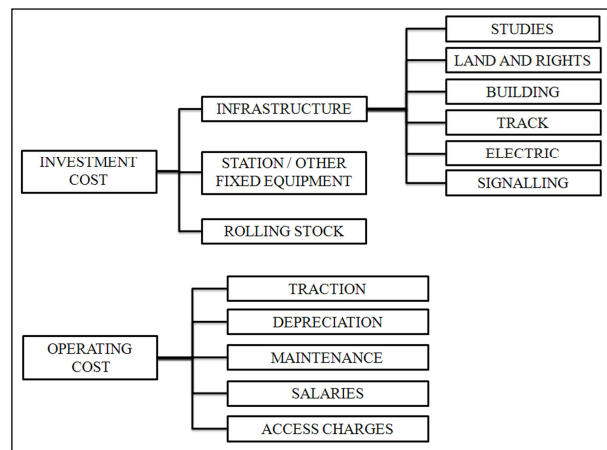 STUDIES
LAND AND RIGHTS
BUILDING
INFRASTRUCTURE
TRACK
INVESTMENT
COST
STATION / OTHER
FIXED EQUIPMENT
ELECTRIC
SIGNALLING
ROLLING STOCK
TRACTION
DEPRECIATION
OPERATING
COST
MAINTENANCE
SALARIES
ACCESS CHARGES